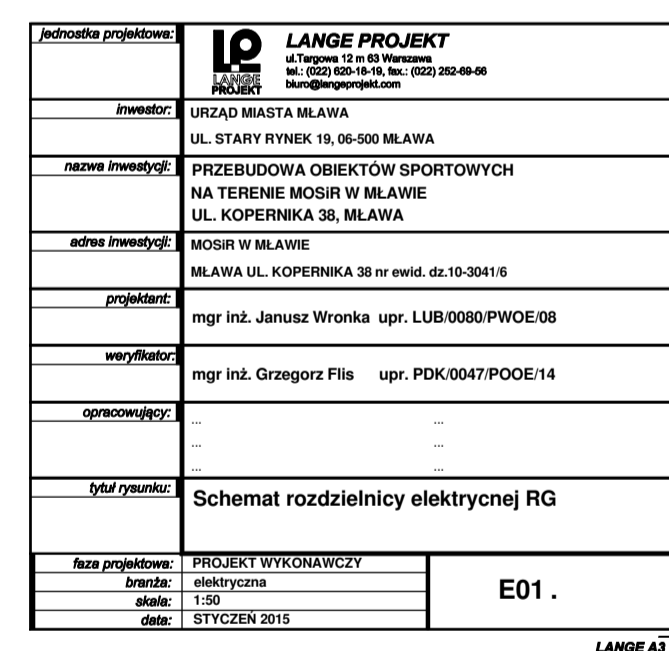 jednostka projektowa:
LP
LANGE
PROJEKT
LANGE PROJEKT
ul.Targowa 12 m 63 Warszawa
tel.: (022) 620-18-19, fax.: (022) 252-69-56
biuro@langeprojekt.com
inwestor:
URZĄD MIASTA MŁAWA
UL. STARY RYNEK 19, 06-500 MŁAWA
nazwa inwestycji:
PRZEBUDOWA OBIEKTÓW SPORTOWYCH
NA TERENIE MOSiR W MŁAWIE
UL. KOPERNIKA 38, MŁAWA
adres inwestycji:
MOSiR W MŁAWIE
MŁAWA UL. KOPERNIKA 38 nr ewid. dz.10-3041/6
projektant:
mgr inż. Janusz Wronka upr. LUB/0080/PWOE/08
weryfikator:
mgr inż. Grzegorz Flis upr. PDK/0047/POOE/14
opracowujący:
... ...
... ...
... ...
tytuł rysunku:
Schemat rozdzielnicy elektrycnej RG
faza projektowa: PROJEKT WYKONAWCZY
branża: elektryczna
skala: 1:50
data: STYCZEŃ 2015
E01 .
LANGE A3